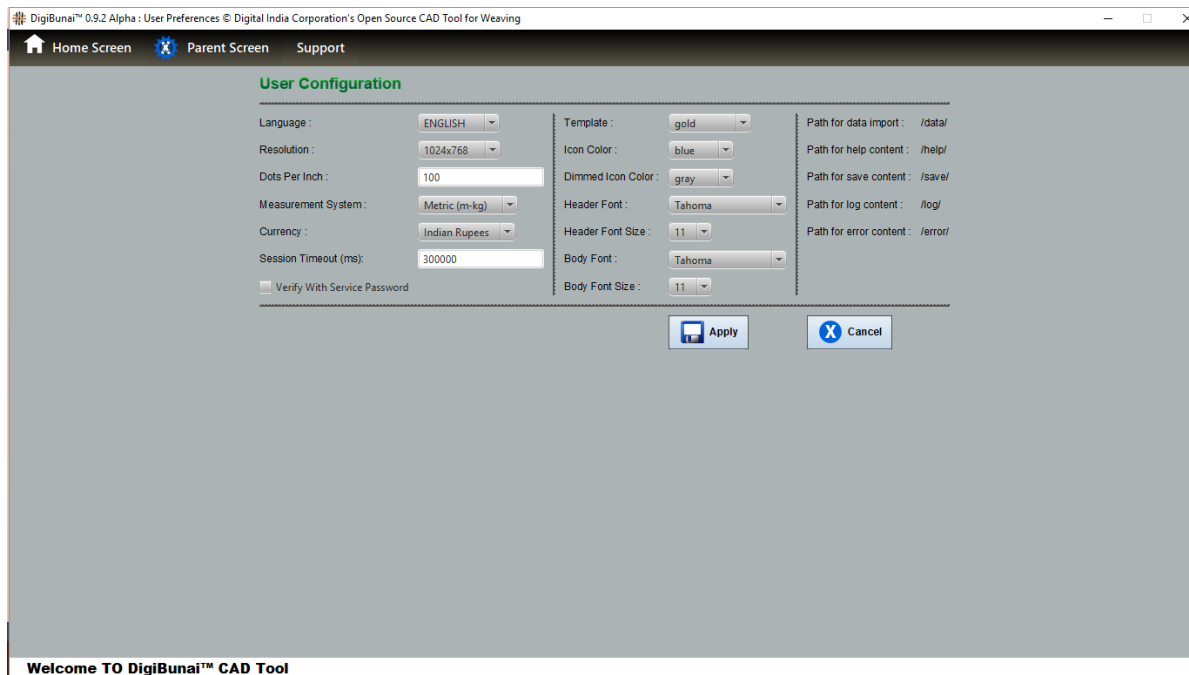 DigiBunai™ 0.9.2 Alpha : User Preferences © Digital India Corporation's Open Source CAD Tool for Weaving
Home Screen Parent Screen Support
User Configuration
Language : ENGLISH Template : gold Path for data import : /data/
Resolution : 1024x768 Icon Color : blue Path for help content : /help/
Dots Per Inch : 100 Dimmed Icon Color : gray Path for save content : /save/
Measurement System : Metric (m-kg) Header Font : Tahoma Path for log content : /log/
Currency : Indian Rupees Header Font Size : 11 Path for error content : /error/
Session Timeout (ms): 300000 Body Font : Tahoma
Verify With Service Password Body Font Size : 11
Apply Cancel
Welcome TO DigiBunai™ CAD Tool